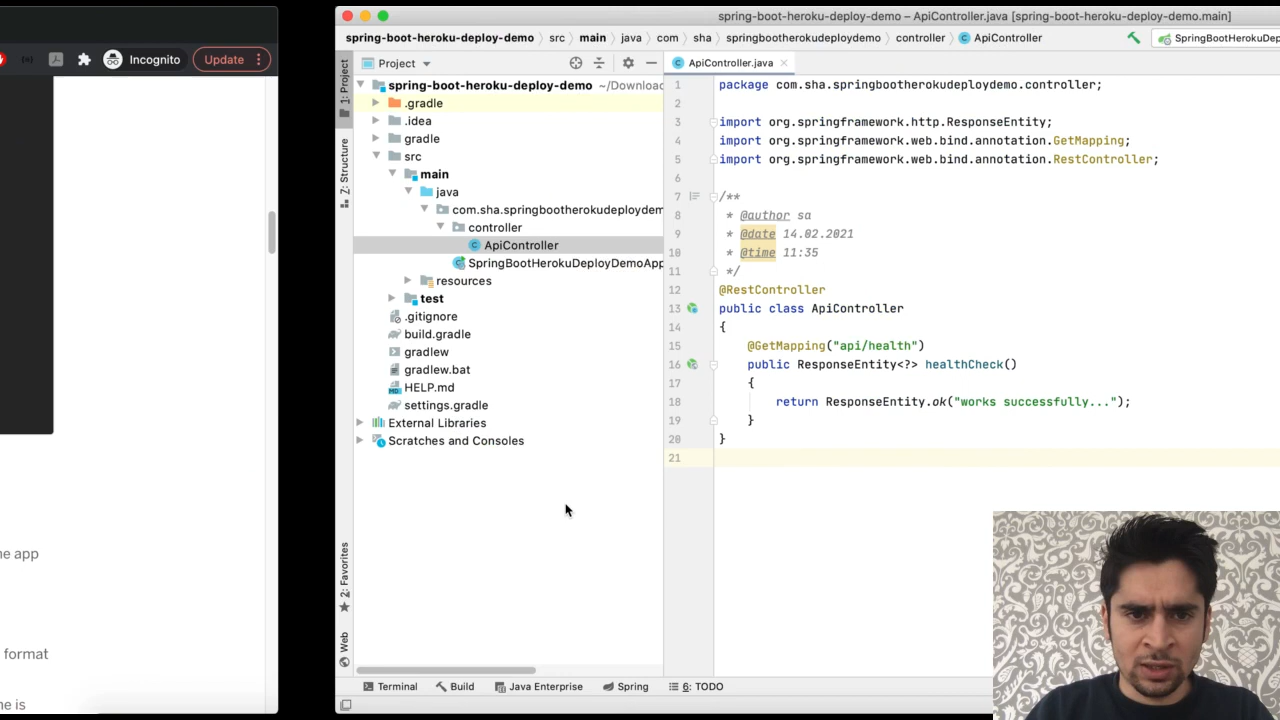 spring-boot-heroku-deploy-demo – ApiController.java [spring-boot-heroku-deploy-demo.main]
Incognito
Update
spring-boot-heroku-deploy-demo
src
main
java
com
sha
springbootherokudeploydemo
controller
ApiController
SpringBootHerokuDep
1: Project
Z: Structure
2: Favorites
Web
Project
spring-boot-heroku-deploy-demo ~/Downloac
.gradle
.idea
gradle
src
main
java
com.sha.springbootherokudeploydem
controller
ApiController
SpringBootHerokuDeployDemoApp
resources
test
.gitignore
build.gradle
gradlew
gradlew.bat
HELP.md
settings.gradle
External Libraries
Scratches and Consoles
ApiController.java
1 package com.sha.springbootherokudeploydemo.controller;
2
3 import org.springframework.http.ResponseEntity;
4 import org.springframework.web.bind.annotation.GetMapping;
5 import org.springframework.web.bind.annotation.RestController;
6
7 /**
8 * @author sa
9 * @date 14.02.2021
10 * @time 11:35
11 */
12 @RestController
13 public class ApiController
14 {
15 @GetMapping("api/health")
16 public ResponseEntity<?> healthCheck()
17 {
18 return ResponseEntity.ok("works successfully...");
19 }
20 }
21
ne app
format
ne is
Terminal
Build
Java Enterprise
Spring
6: TODO